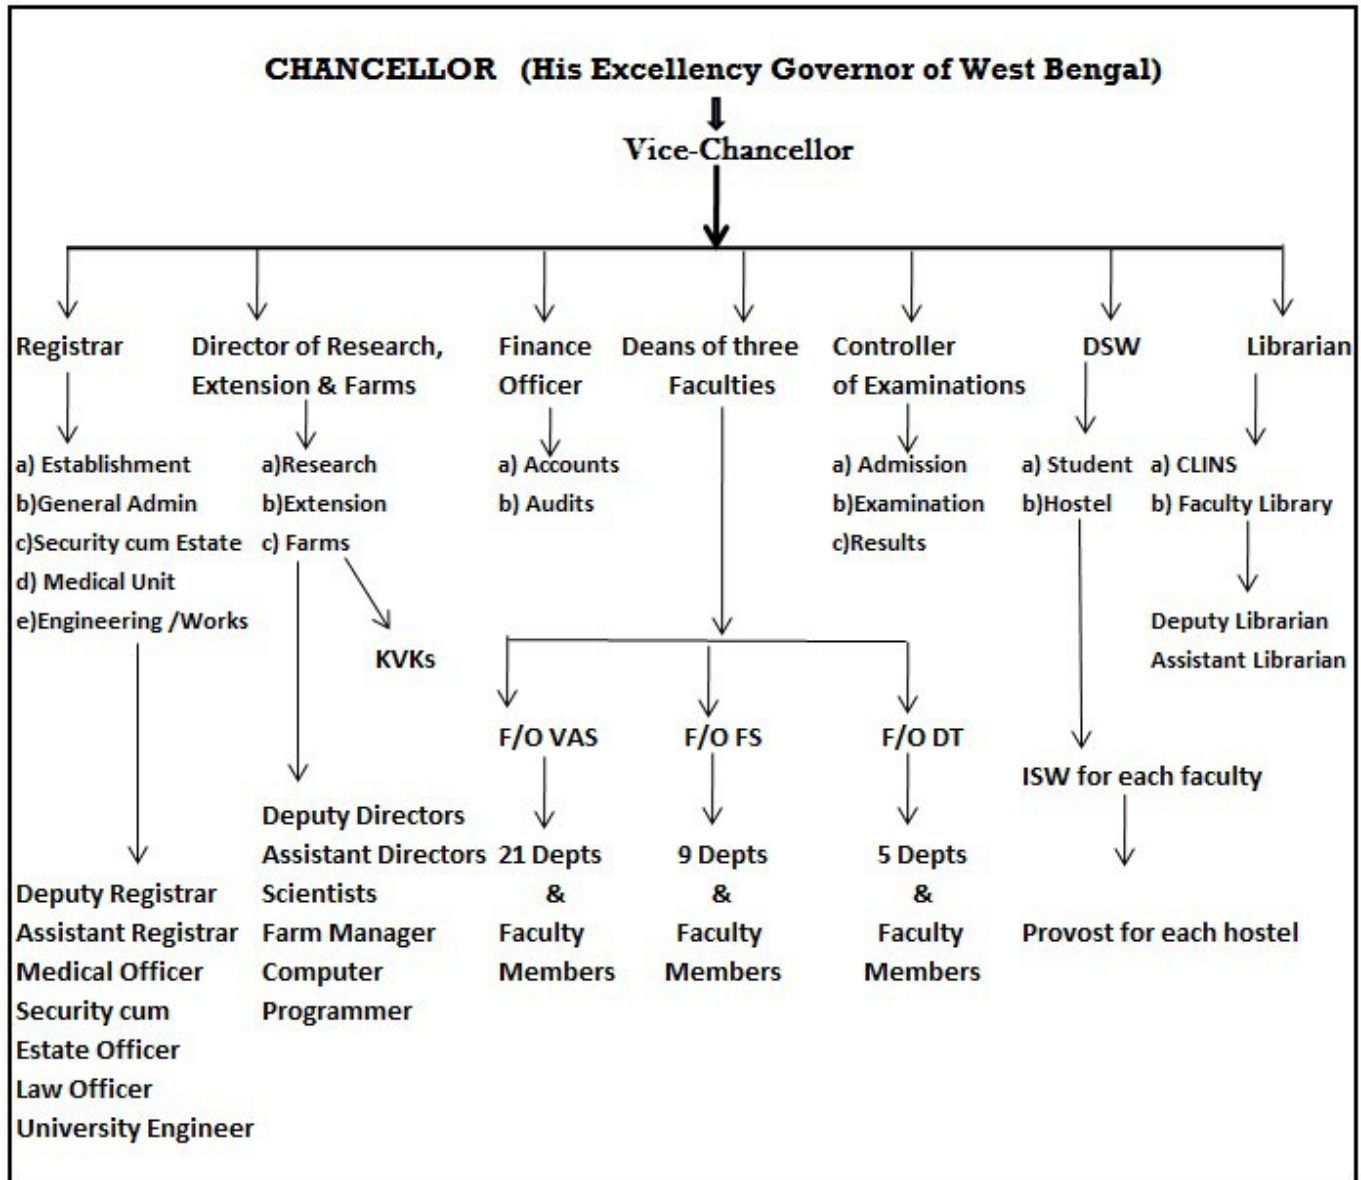 CHANCELLOR (His Excellency Governor of West Bengal)
Vice-Chancellor
Registrar
Director of Research,
Extension & Farms
Finance
Officer
Deans of three
Faculties
Controller
of Examinations
DSW
Librarian
a) Establishment
b)General Admin
c)Security cum Estate
d) Medical Unit
e)Engineering /Works
a)Research
b)Extension
c) Farms
a) Accounts
b) Audits
a) Admission
b)Examination
c)Results
a) Student
b)Hostel
a) CLINS
b) Faculty Library
Deputy Librarian
Assistant Librarian
KVKs
F/O VAS
F/O FS
F/O DT
ISW for each faculty
Deputy Registrar
Assistant Registrar
Medical Officer
Security cum
Estate Officer
Law Officer
University Engineer
Deputy Directors
Assistant Directors
Scientists
Farm Manager
Computer
Programmer
21 Depts
&
Faculty
Members
9 Depts
&
Faculty
Members
5 Depts
&
Faculty
Members
Provost for each hostel